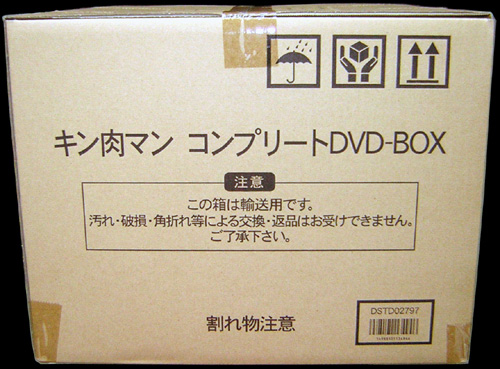 キン肉マン コンプリートDVD-BOX
注意
この箱は輸送用です。
汚れ・破損・角折れ等による交換・返品はお受けできません。
ご了承下さい。
DSTD02797
割れ物注意